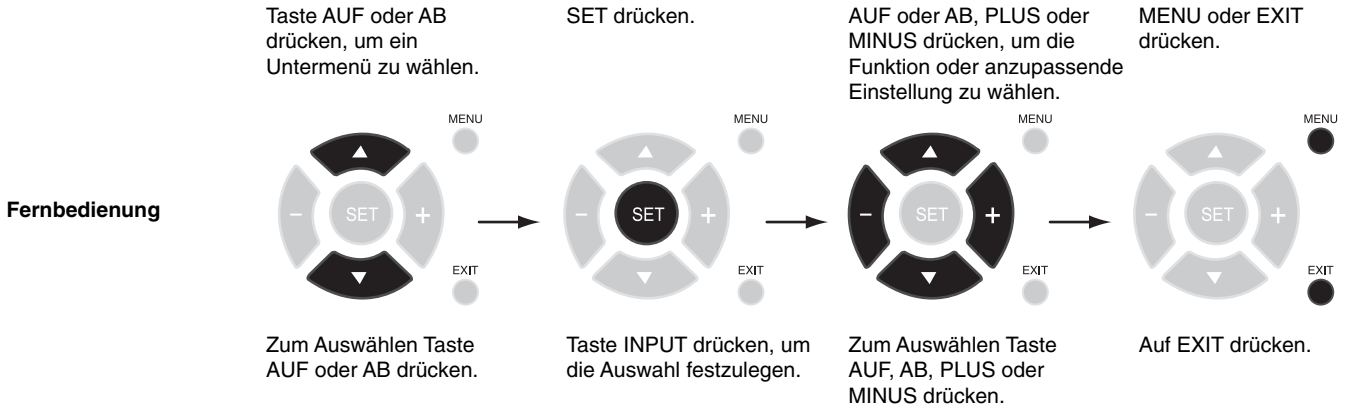 Taste AUF oder AB
drücken, um ein
Untermenü zu wählen.
SET drücken.
AUF oder AB, PLUS oder
MINUS drücken, um die
Funktion oder anzupassende
Einstellung zu wählen.
MENU oder EXIT
drücken.
Fernbedienung
MENU
– SET +
EXIT
MENU
– SET +
EXIT
MENU
– SET +
EXIT
MENU
– SET +
EXIT
Zum Auswählen Taste
AUF oder AB drücken.
Taste INPUT drücken, um
die Auswahl festzulegen.
Zum Auswählen Taste
AUF, AB, PLUS oder
MINUS drücken.
Auf EXIT drücken.